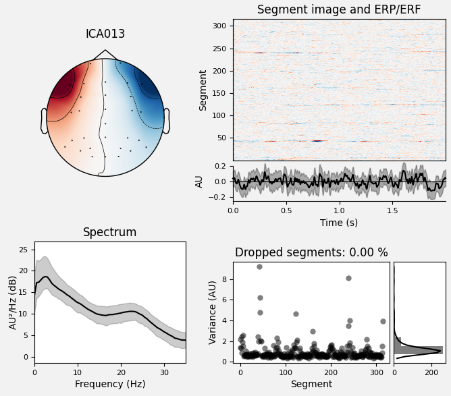 ICA013
Segment image and ERP/ERF
300
250
200
150
100
50
Segment
0.2
0.0
−0.2
AU
0.0 0.5 1.0 1.5
Time (s)
Spectrum
25
20
15
10
5
0
AU²/Hz (dB)
0 10 20 30
Frequency (Hz)
Dropped segments: 0.00 %
8
6
4
2
0
Variance (AU)
0 100 200 300
Segment
0 200